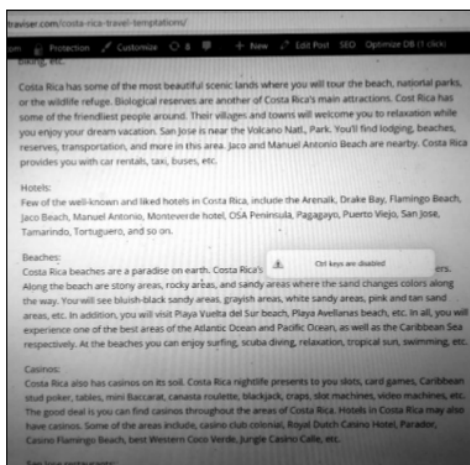 traviser.com/costa-rica-travel-temptations/
om Protection Customize 8 + New Edit Post SEO Optimize DB (1 click)
biking, etc.
Costa Rica has some of the most beautiful scenic lands where you will tour the beach, national parks,
or the wildlife refuge. Biological reserves are another of Costa Rica's main attractions. Cost Rica has
some of the friendliest people around. Their villages and towns will welcome you to relaxation while
you enjoy your dream vacation. San Jose is near the Volcano Natl., Park. You'll find lodging, beaches,
reserves, transportation, and more in this area. Jaco and Manuel Antonio Beach are nearby. Costa Rica
provides you with car rentals, taxi, buses, etc.
Hotels:
Few of the well-known and liked hotels in Costa Rica, include the Arenalk, Drake Bay, Flamingo Beach,
Jaco Beach, Manuel Antonio, Monteverde hotel, OSA Peninsula, Pagagayo, Puerto Viejo, San Jose,
Tamarindo, Tortuguero, and so on.
Beaches:
Costa Rica beaches are a paradise on earth. Costa Rica's ers.
Ctrl keys are disabled
Along the beach are stony areas, rocky areas, and sandy areas where the sand changes colors along
the way. You will see bluish-black sandy areas, grayish areas, white sandy areas, pink and tan sand
areas, etc. In addition, you will visit Playa Vuelta del Sur beach, Playa Avellanas beach, etc. In all, you will
experience one of the best areas of the Atlantic Ocean and Pacific Ocean, as well as the Caribbean Sea
respectively. At the beaches you can enjoy surfing, scuba diving, relaxation, tropical sun, swimming, etc.
Casinos:
Costa Rica also has casinos on its soil. Costa Rica nightlife presents to you slots, card games, Caribbean
stud poker, tables, mini Baccarat, canasta roulette, blackjack, craps, slot machines, video machines, etc.
The good deal is you can find casinos throughout the areas of Costa Rica. Hotels in Costa Rica may also
have casinos. Some of the areas include, casino club colonial, Royal Dutch Casino Hotel, Parador,
Casino Flamingo Beach, best Western Coco Verde, Jungle Casino Calle, etc.
San Jose restaurants: